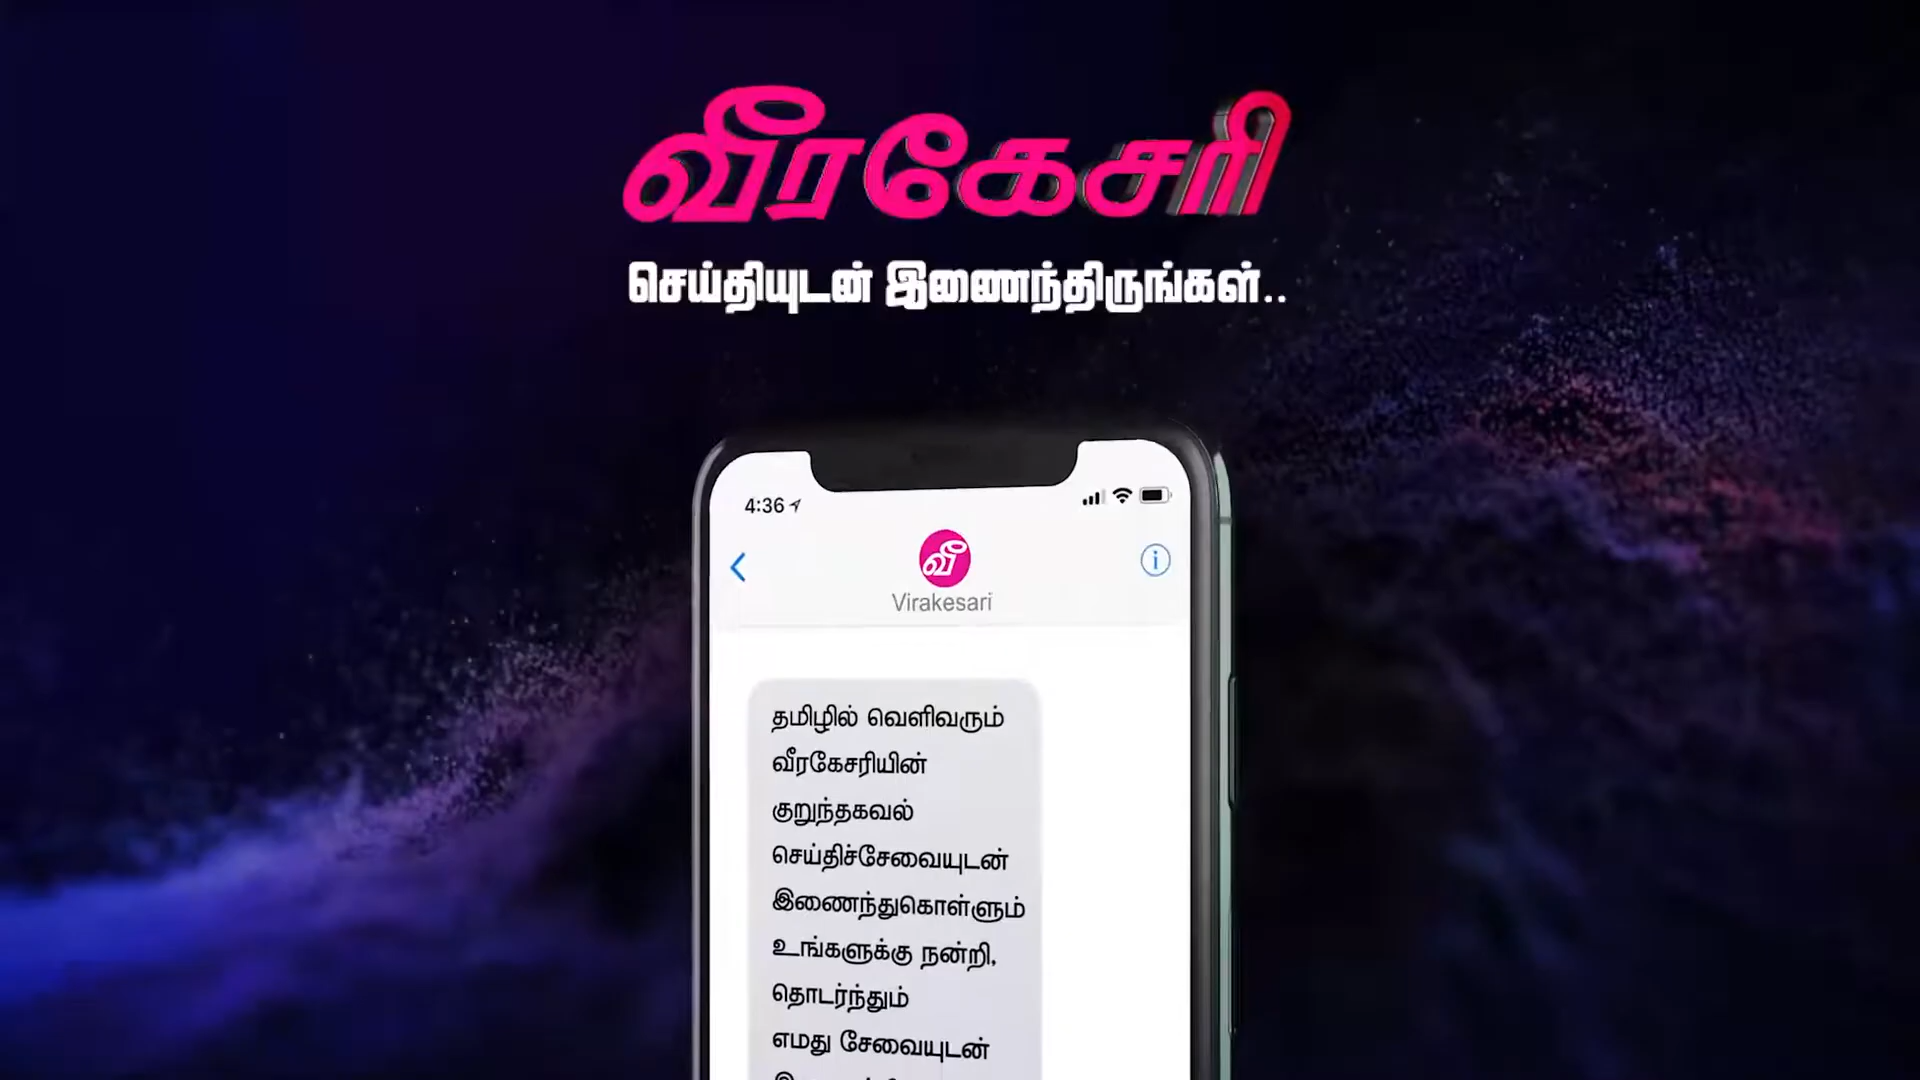 வீரகேசரி
செய்தியுடன் இணைந்திருங்கள்..
4:36
வீ
Virakesari
தமிழில் வெளிவரும்
வீரகேசரியின்
குறுந்தகவல்
செய்திச்சேவையுடன்
இணைந்துகொள்ளும்
உங்களுக்கு நன்றி,
தொடர்ந்தும்
எமது சேவையுடன்